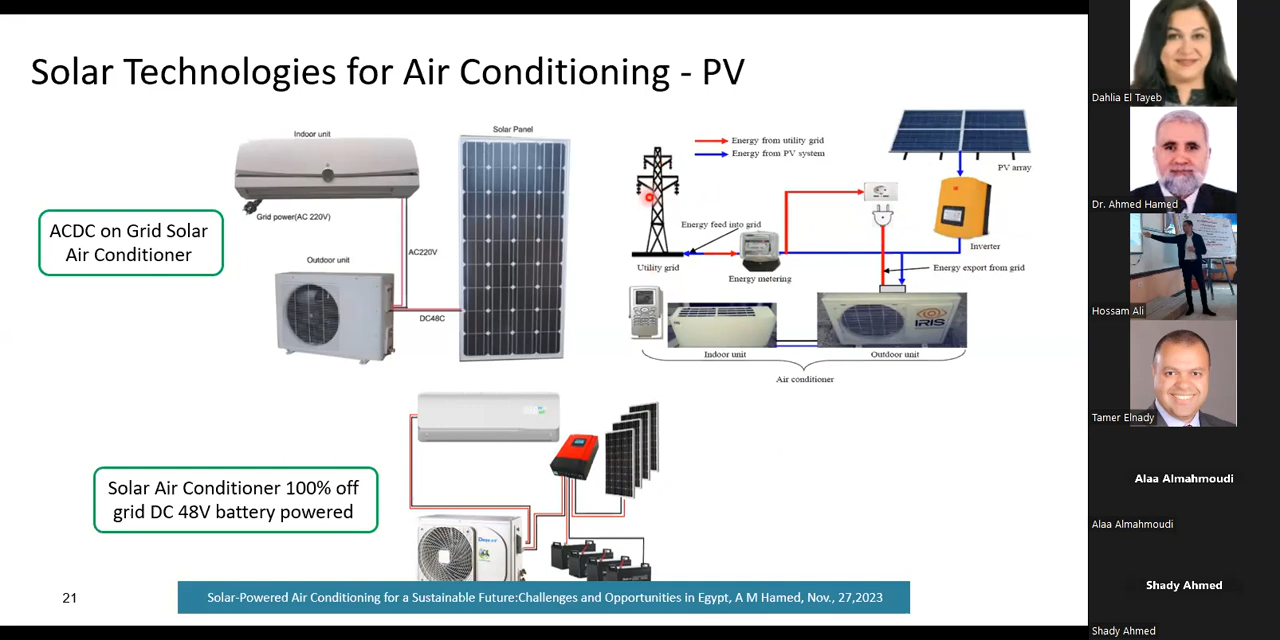 Solar Technologies for Air Conditioning - PV
Indoor unit
Grid power(AC 220V)
AC220V
Outdoor unit
DC48C
Solar Panel
ACDC on Grid Solar
Air Conditioner
Energy from utility grid
Energy from PV system
PV array
Energy feed into grid
Inverter
Utility grid
Energy metering
Energy export from grid
IRIS
Indoor unit
Outdoor unit
Air conditioner
Solar Air Conditioner 100% off
grid DC 48V battery powered
21
Solar-Powered Air Conditioning for a Sustainable Future:Challenges and Opportunities in Egypt, A M Hamed, Nov., 27,2023
Dahlia El Tayeb
Dr. Ahmed Hamed
Hossam Ali
Tamer Elnady
Alaa Almahmoudi
Alaa Almahmoudi
Shady Ahmed
Shady Ahmed